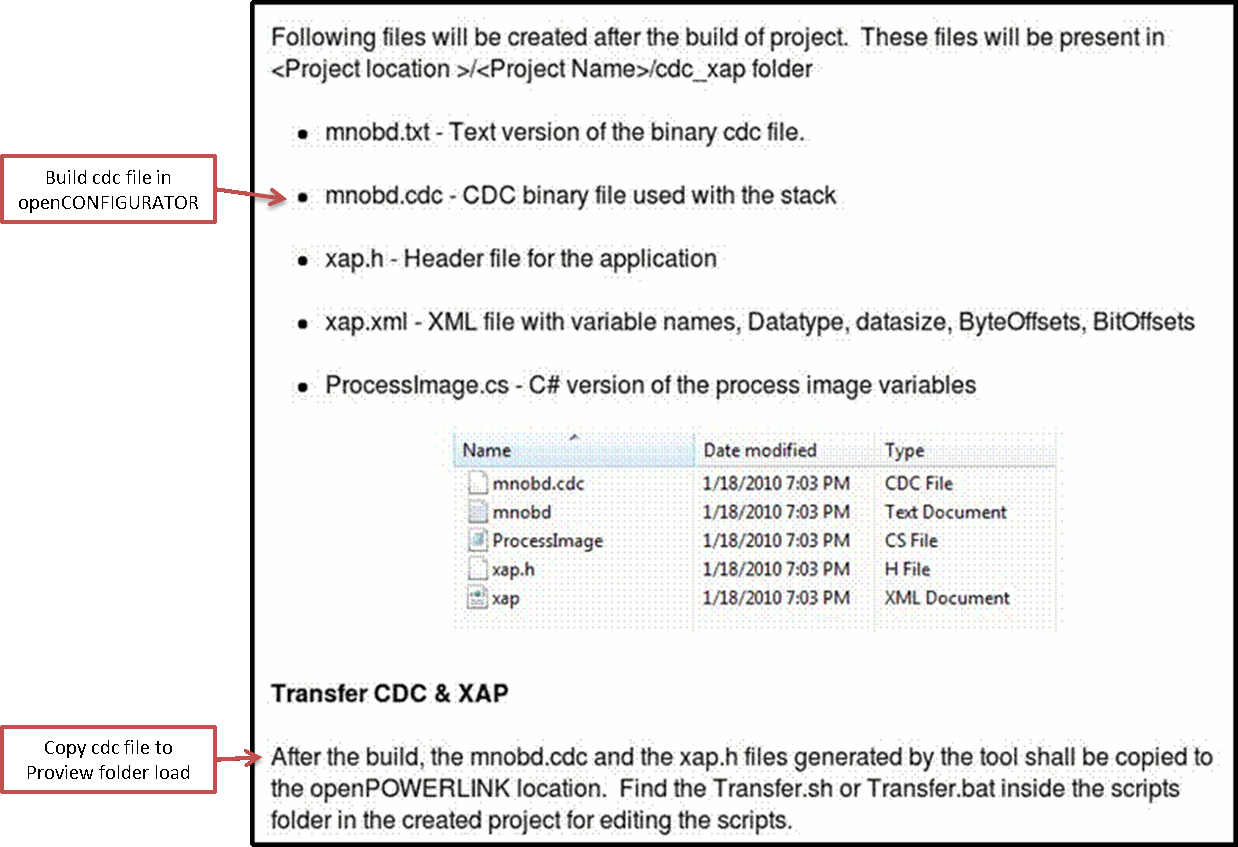 Following files will be created after the build of project.  These files will be present in
<Project location >/<Project Name>/cdc_xap folder
• mnobd.txt - Text version of the binary cdc file.
Build cdc file in
openCONFIGURATOR
• mnobd.cdc - CDC binary file used with the stack
• xap.h - Header file for the application
• xap.xml - XML file with variable names, Datatype, datasize, ByteOffsets, BitOffsets
• ProcessImage.cs - C# version of the process image variables
Name Date modified Type
mnobd.cdc 1/18/2010 7:03 PM CDC File
mnobd 1/18/2010 7:03 PM Text Document
ProcessImage 1/18/2010 7:03 PM CS File
xap.h 1/18/2010 7:03 PM H File
xap 1/18/2010 7:03 PM XML Document
Transfer CDC & XAP
Copy cdc file to
Proview folder load
After the build, the mnobd.cdc and the xap.h files generated by the tool shall be copied to
the openPOWERLINK location.  Find the Transfer.sh or Transfer.bat inside the scripts
folder in the created project for editing the scripts.